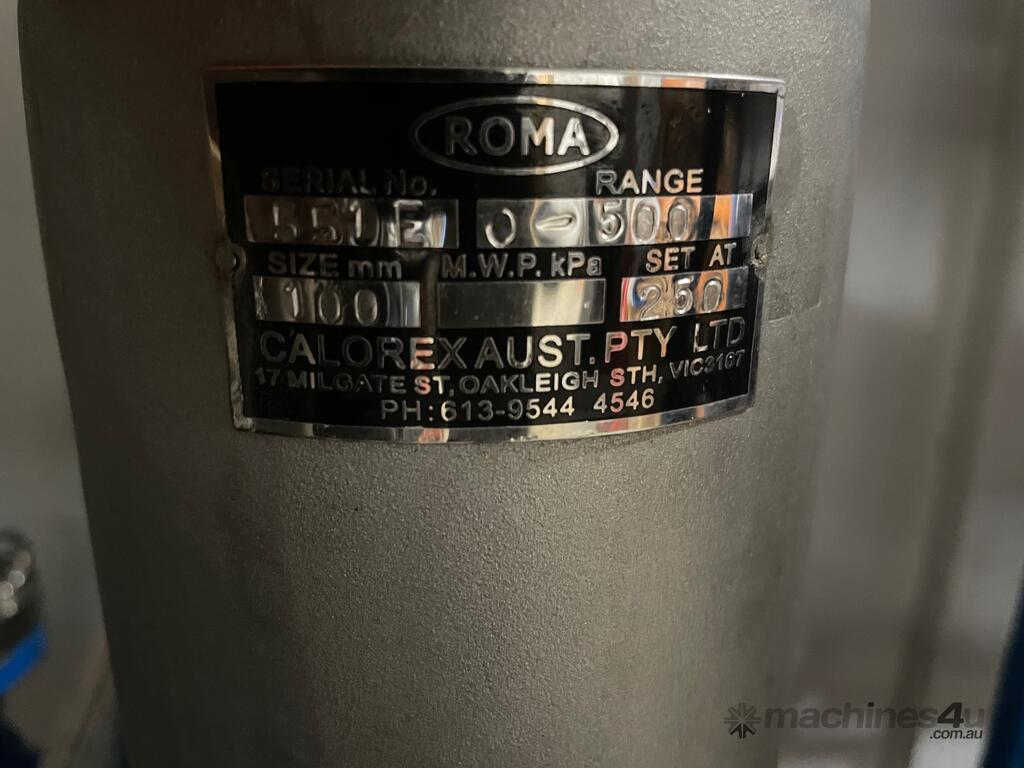 ROMA
SERIAL No. RANGE
551E 0-500
SIZE mm M.W.P. kPa SET AT
100 250
CALOREX AUST. PTY LTD
17 MILGATE ST, OAKLEIGH STH, VIC3167
PH:613-9544 4546
machines4u
.com.au